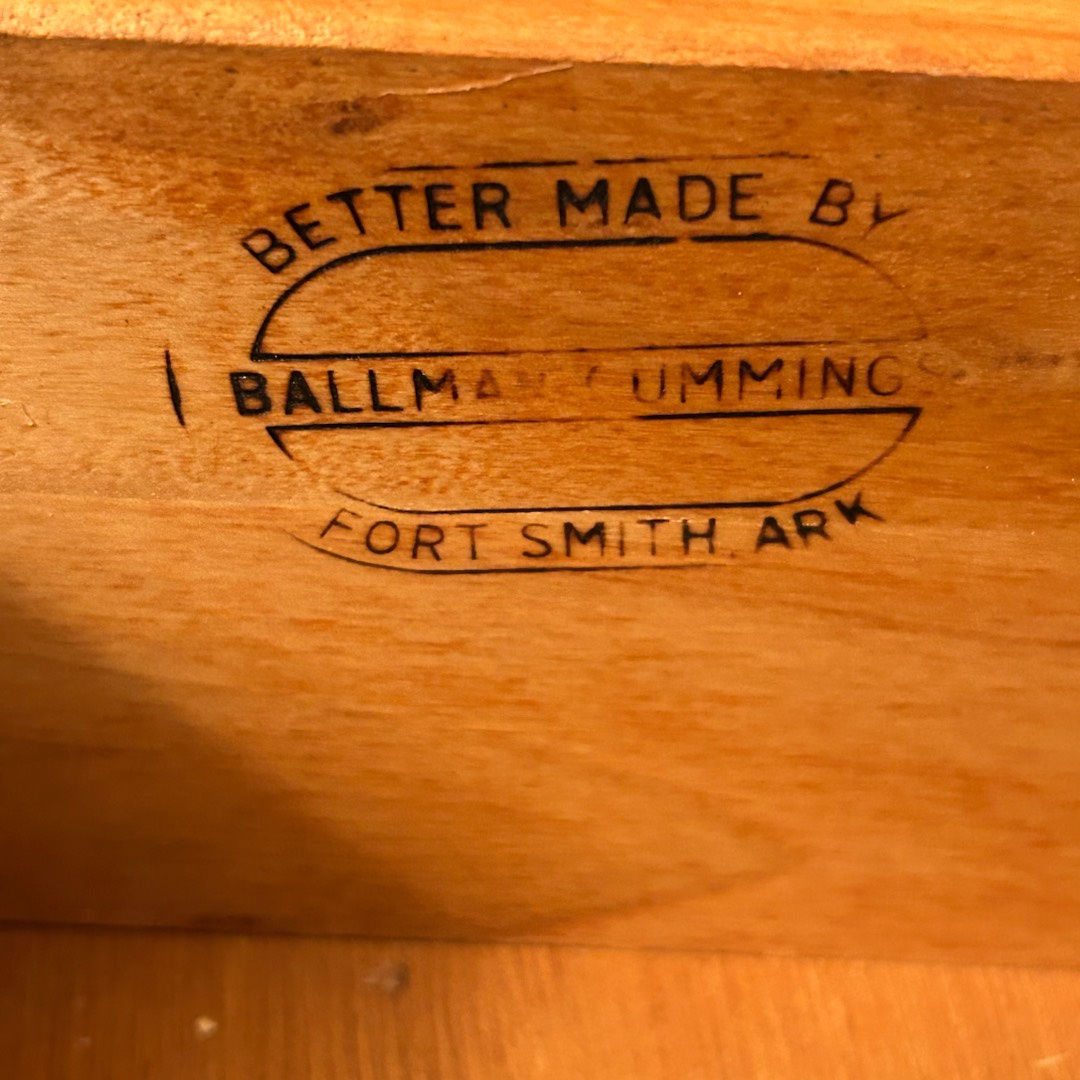 BETTER MADE BY
BALLMAN CUMMINGS
FORT SMITH, ARK